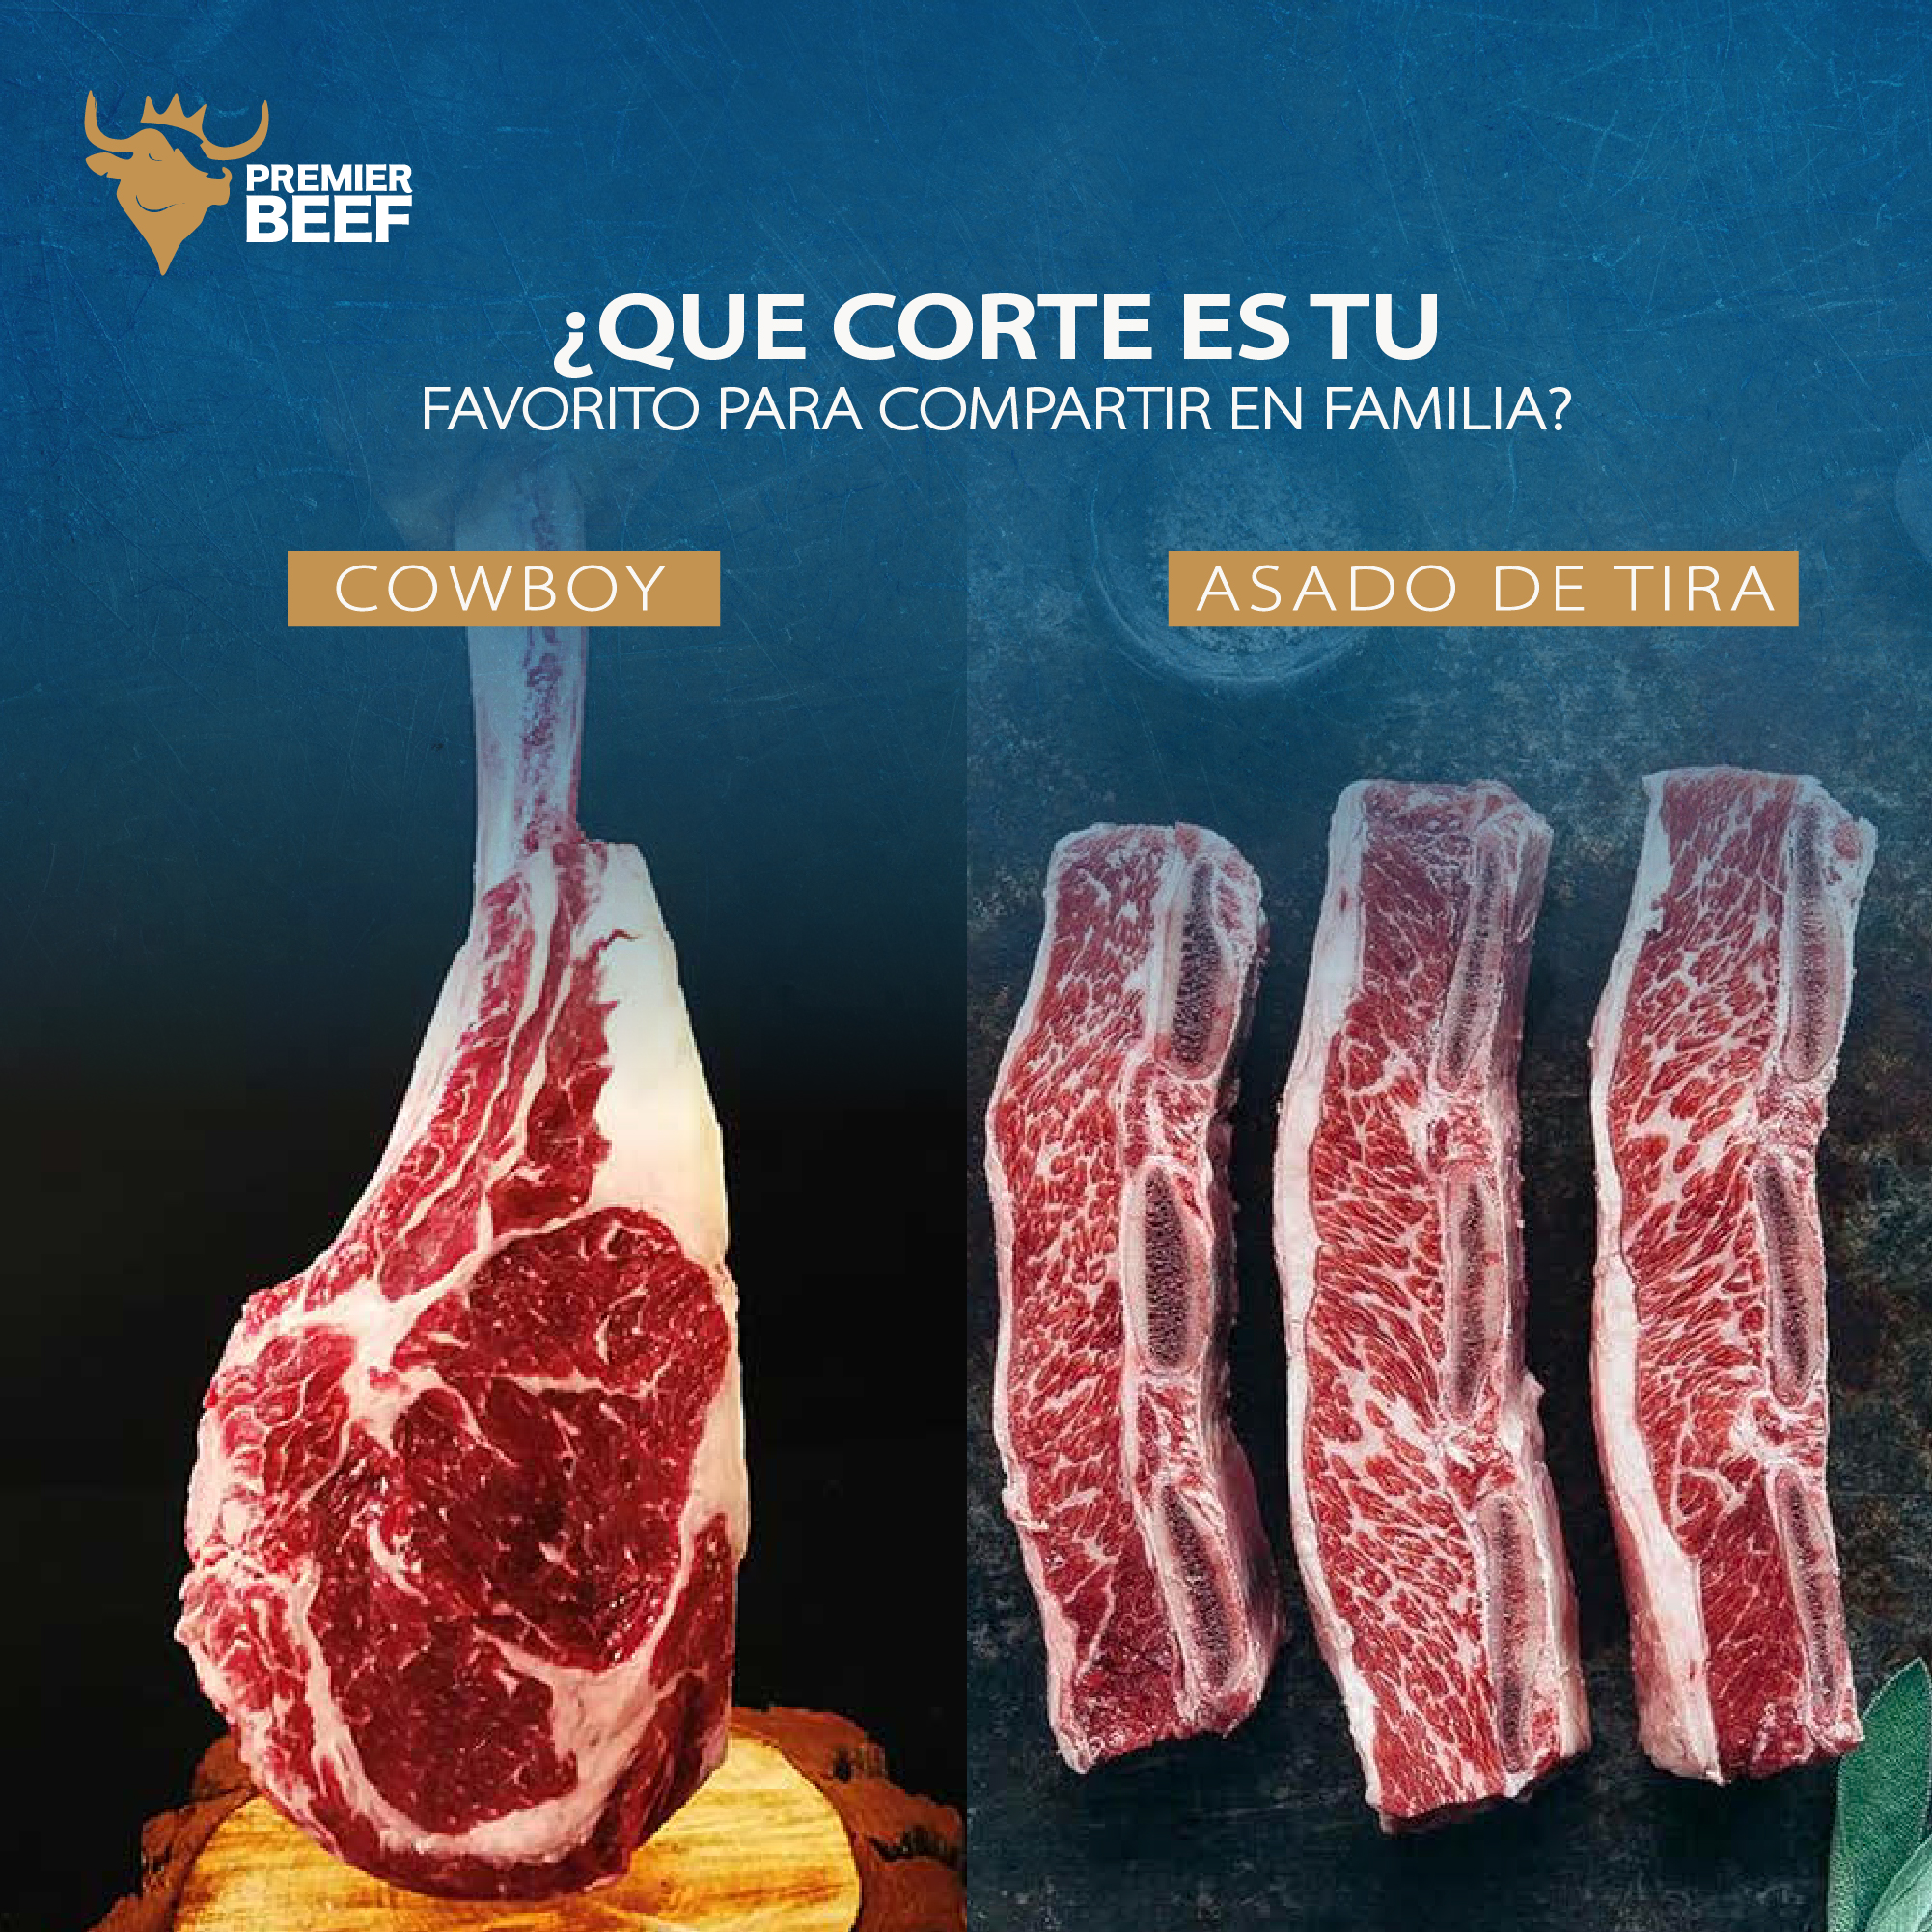 PREMIER
BEEF
¿QUE CORTE ES TU
FAVORITO PARA COMPARTIR EN FAMILIA?
COWBOY
ASADO DE TIRA